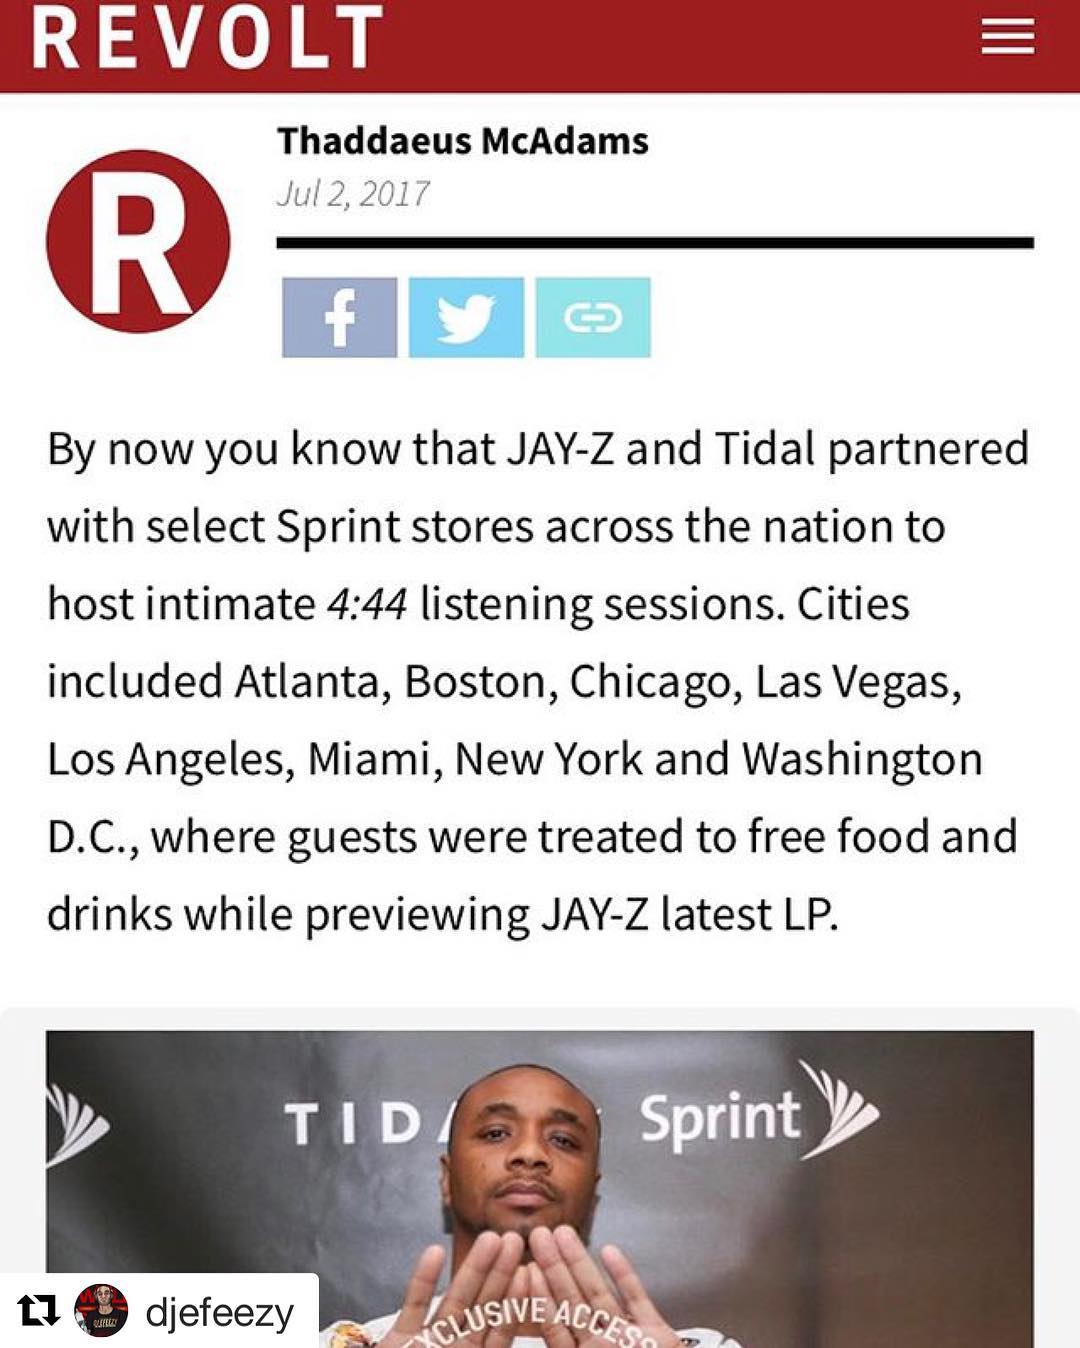 REVOLT
Thaddaeus McAdams
Jul 2, 2017
R
By now you know that JAY-Z and Tidal partnered
with select Sprint stores across the nation to
host intimate 4:44 listening sessions. Cities
included Atlanta, Boston, Chicago, Las Vegas,
Los Angeles, Miami, New York and Washington
D.C., where guests were treated to free food and
drinks while previewing JAY-Z latest LP.
TID
Sprint
XCLUSIVE ACCESS
djefeezy